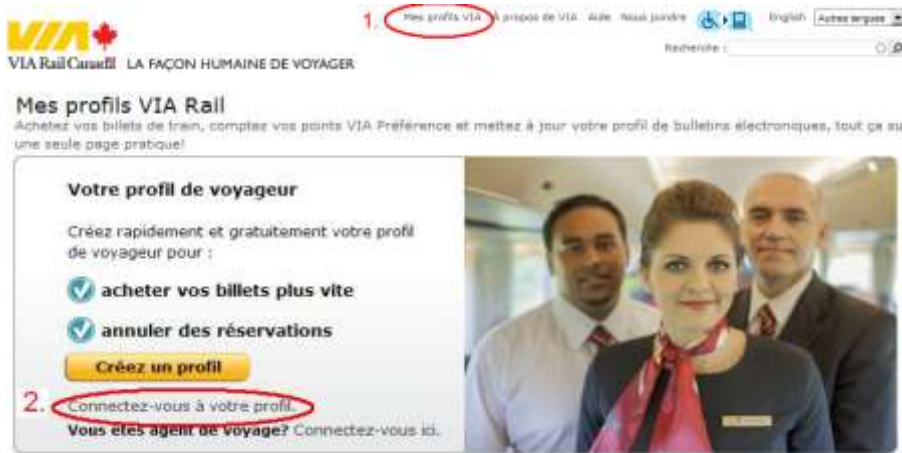 1. Mes profils VIA À propos de VIA Aide Nous joindre English Autres langues
Recherche :
VIA
VIA Rail Canada LA FAÇON HUMAINE DE VOYAGER
Mes profils VIA Rail
Achetez vos billets de train, comptez vos points VIA Préférence et mettez à jour votre profil de bulletins électroniques, tout ça su
une seule page pratique!
Votre profil de voyageur
Créez rapidement et gratuitement votre profil
de voyageur pour :
acheter vos billets plus vite
annuler des réservations
Créez un profil
2. Connectez-vous à votre profil.
Vous êtes agent de voyage? Connectez-vous ici.